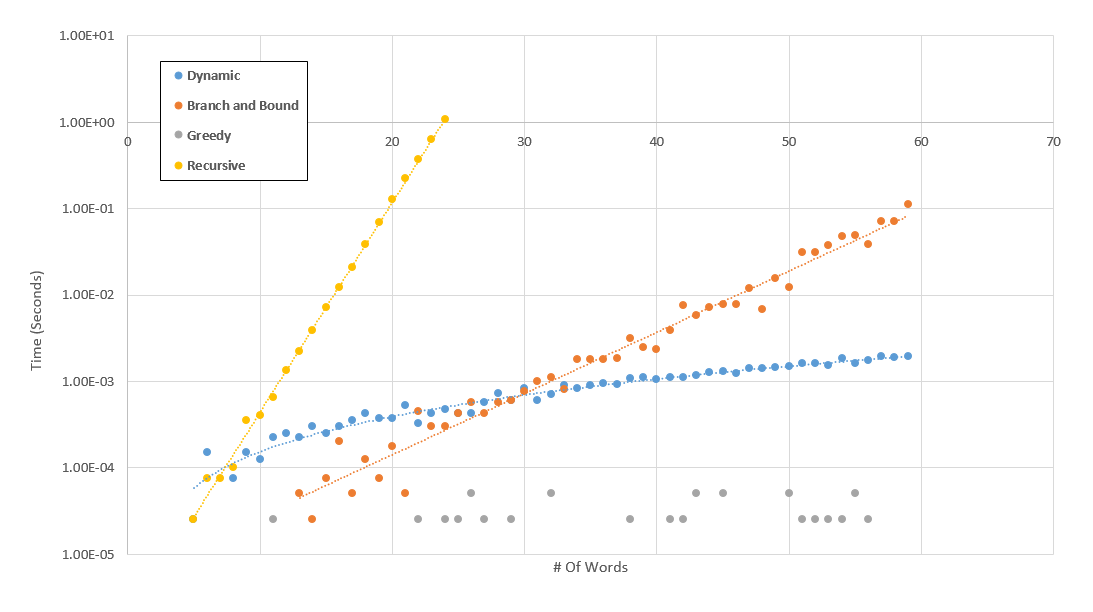 1.00E+01
Dynamic
Branch and Bound
Greedy
Recursive
1.00E+00
0 20 30 40 50 60 70
1.00E-01
1.00E-02
Time (Seconds)
1.00E-03
1.00E-04
1.00E-05
# Of Words